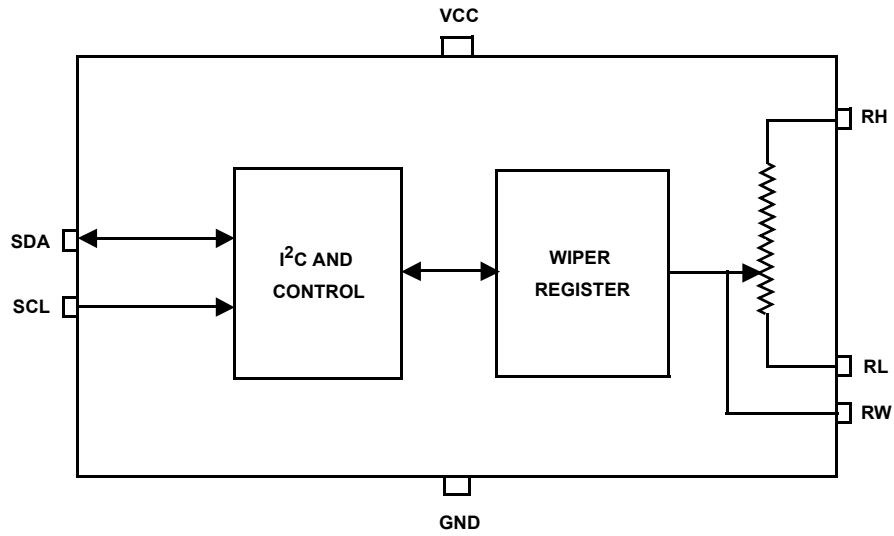 VCC
RH
SDA
SCL
I²C AND
CONTROL
WIPER
REGISTER
RL
RW
GND